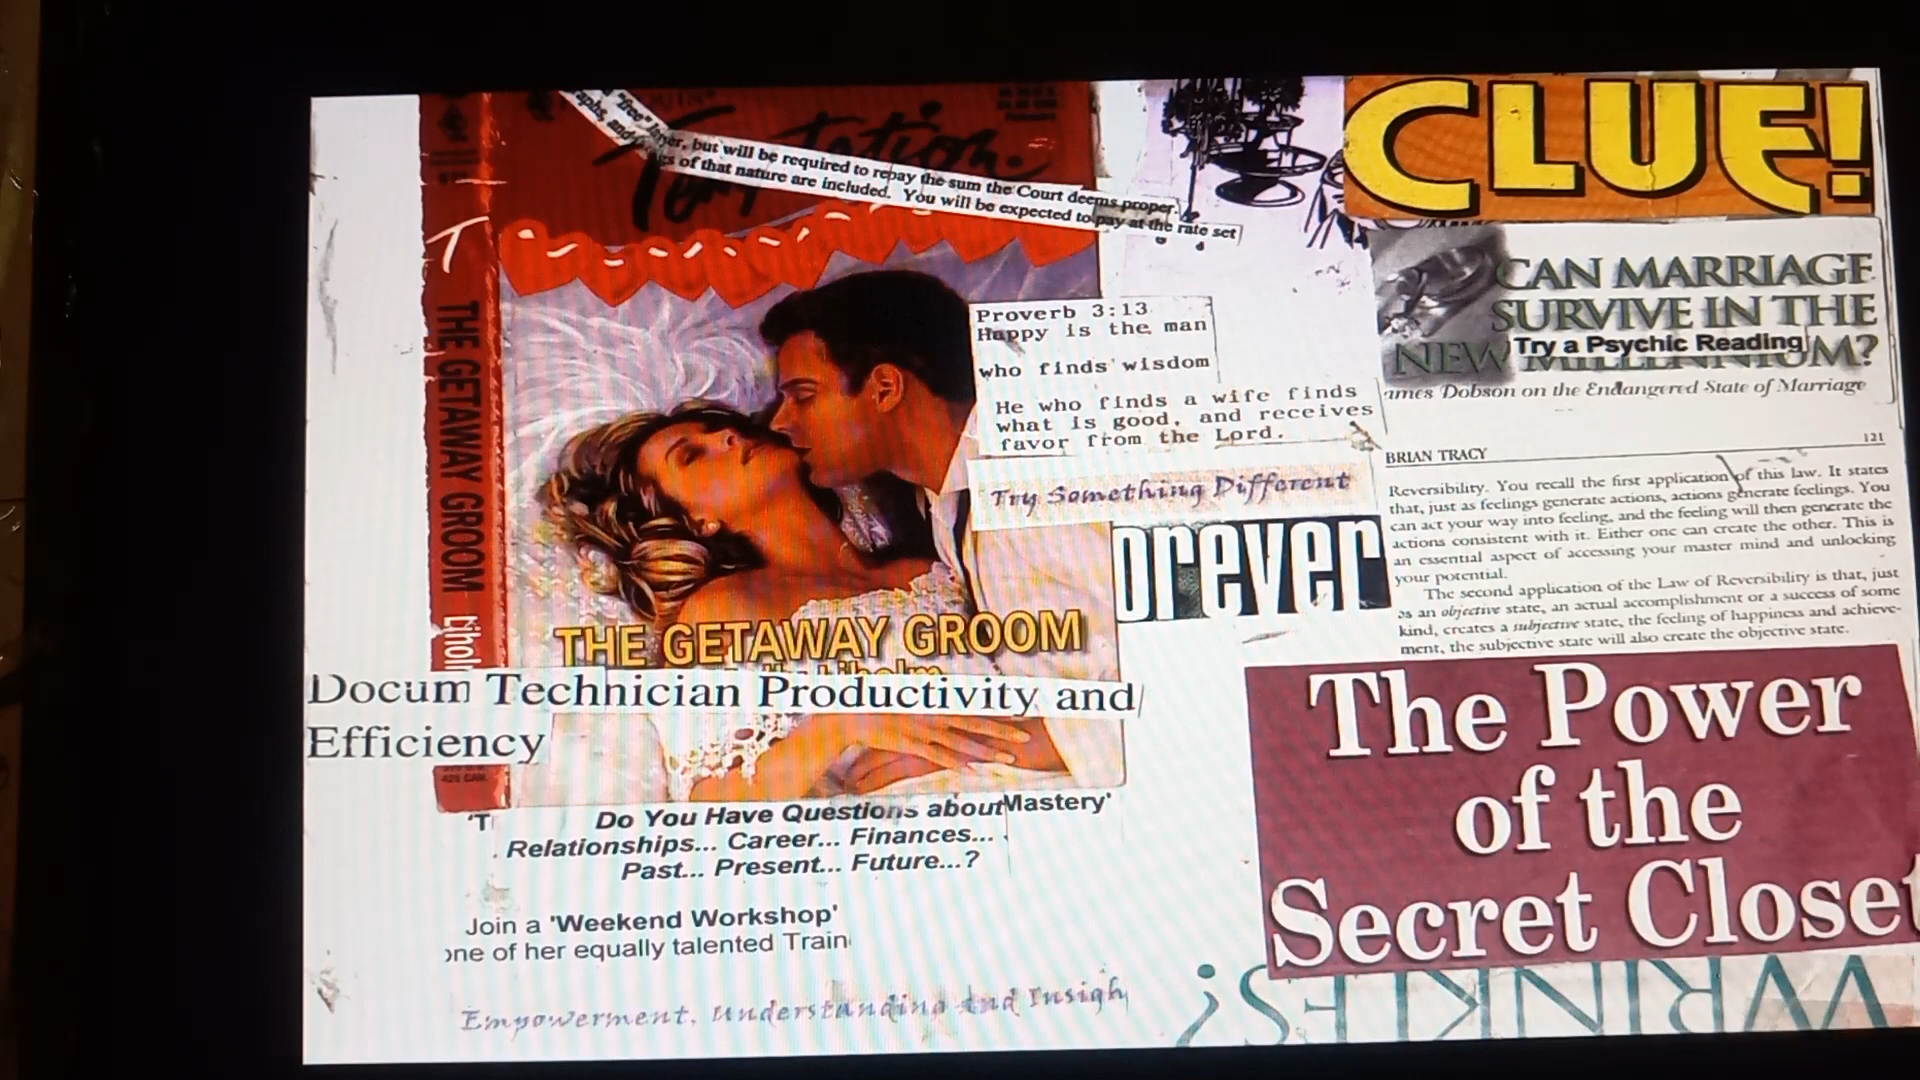 "free"
, but will be required to repay the sum the Court deems proper.
of that nature are included. You will be expected to pay at the rate set
CLUE!
CAN MARRIAGE
SURVIVE IN THE
NEW
Try a Psychic Reading
M?
ames Dobson on the Endangered State of Marriage
T
THE GETAWAY GROOM
Proverb 3:13
Happy is the man
who finds wisdom
He who finds a wife finds
what is good, and receives
favor from the Lord.
Try Something Different
orever
121
BRIAN TRACY
Reversibility. You recall the first application of this law. It states
that, just as feelings generate actions, actions generate feelings. You
can act your way into feeling, and the feeling will then generate the
actions consistent with it. Either one can create the other. This is
an essential aspect of accessing your master mind and unlocking
your potential.
The second application of the Law of Reversibility is that, just
as an objective state, an actual accomplishment or a success of some
kind, creates a subjective state, the feeling of happiness and achieve-
ment, the subjective state will also create the objective state.
THE GETAWAY GROOM
Docum Technician Productivity and
Efficiency
The Power
of the
Secret Closet
'T
Do You Have Questions about Mastery'
Relationships... Career... Finances...
Past... Present... Future...?
Join a 'Weekend Workshop'
one of her equally talented Train
Empowerment, Understanding And Insigh
WRINKLES?